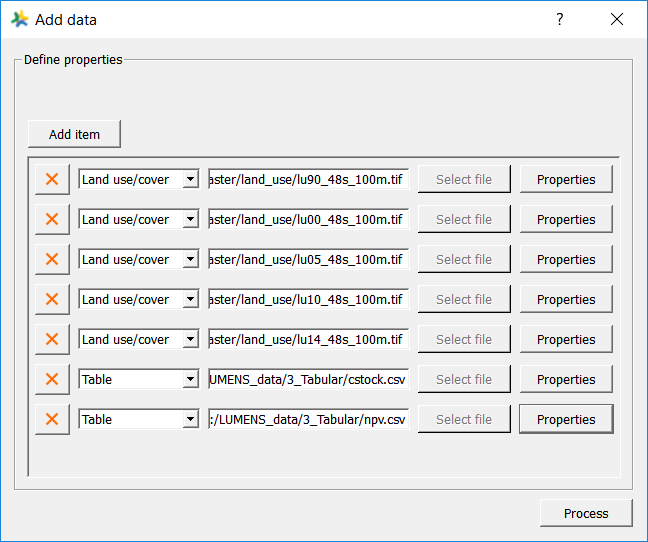 Add data ?
Define properties
Add item
Land use/cover aster/land_use/lu90_48s_100m.tif Select file Properties
Land use/cover aster/land_use/lu00_48s_100m.tif Select file Properties
Land use/cover aster/land_use/lu05_48s_100m.tif Select file Properties
Land use/cover aster/land_use/lu10_48s_100m.tif Select file Properties
Land use/cover aster/land_use/lu14_48s_100m.tif Select file Properties
Table UMENS_data/3_Tabular/cstock.csv Select file Properties
Table :/LUMENS_data/3_Tabular/npv.csv Select file Properties
Process